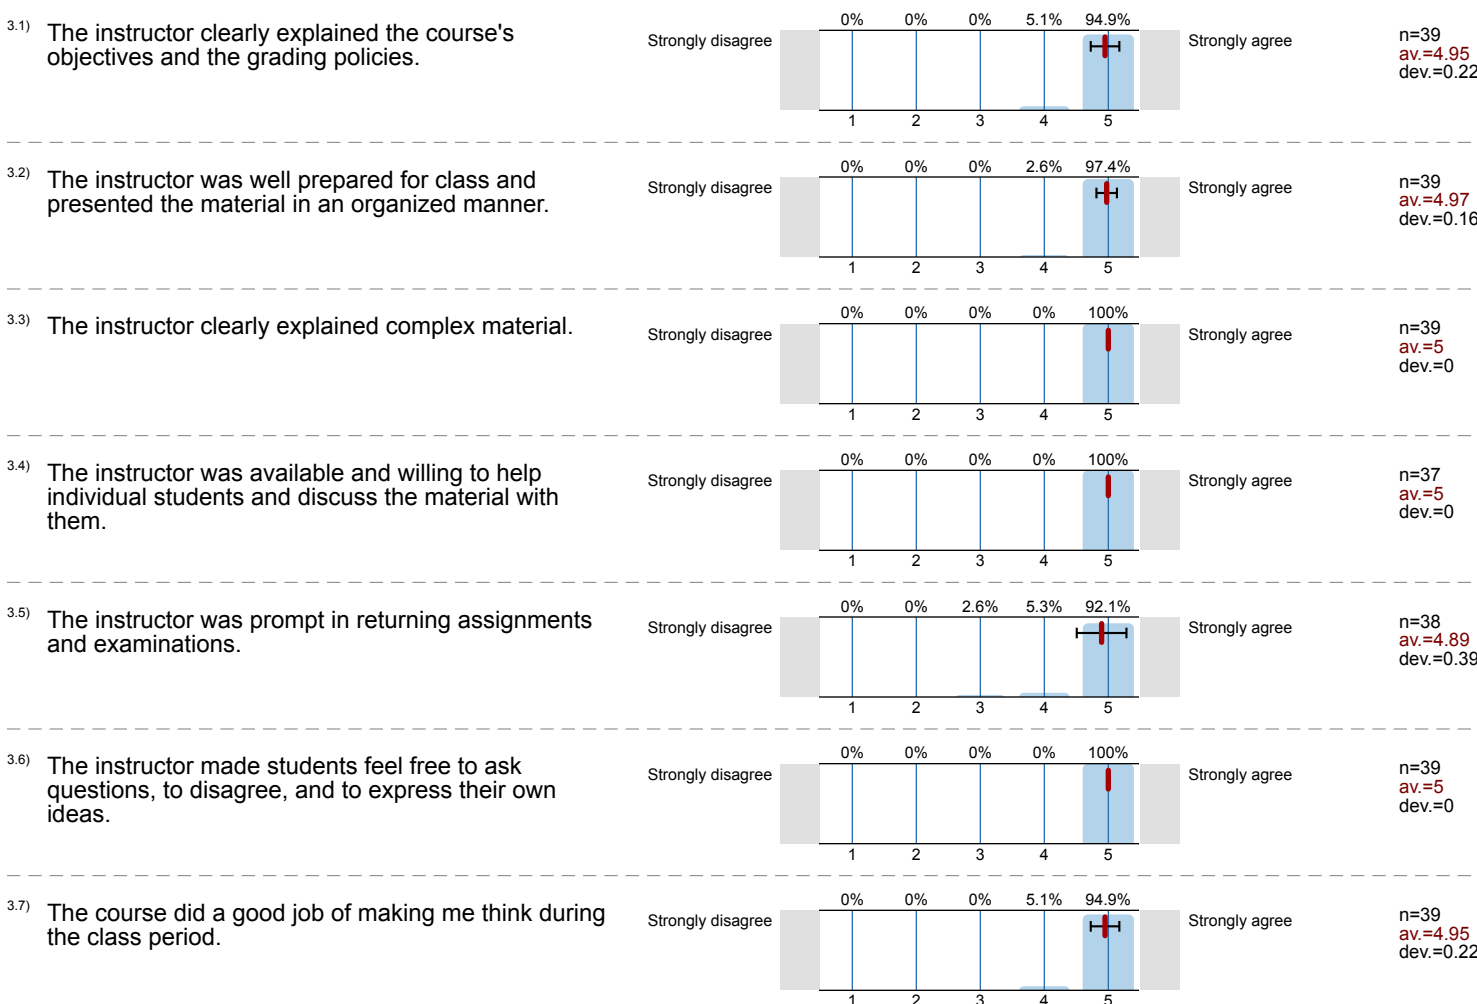 3.1) The instructor clearly explained the course's
objectives and the grading policies.
Strongly disagree
0% 0% 0% 5.1% 94.9%
1 2 3 4 5
Strongly agree
n=39
av.=4.95
dev.=0.22
3.2) The instructor was well prepared for class and
presented the material in an organized manner.
Strongly disagree
0% 0% 0% 2.6% 97.4%
1 2 3 4 5
Strongly agree
n=39
av.=4.97
dev.=0.16
3.3) The instructor clearly explained complex material.
Strongly disagree
0% 0% 0% 0% 100%
1 2 3 4 5
Strongly agree
n=39
av.=5
dev.=0
3.4) The instructor was available and willing to help
individual students and discuss the material with
them.
Strongly disagree
0% 0% 0% 0% 100%
1 2 3 4 5
Strongly agree
n=37
av.=5
dev.=0
3.5) The instructor was prompt in returning assignments
and examinations.
Strongly disagree
0% 0% 2.6% 5.3% 92.1%
1 2 3 4 5
Strongly agree
n=38
av.=4.89
dev.=0.39
3.6) The instructor made students feel free to ask
questions, to disagree, and to express their own
ideas.
Strongly disagree
0% 0% 0% 0% 100%
1 2 3 4 5
Strongly agree
n=39
av.=5
dev.=0
3.7) The course did a good job of making me think during
the class period.
Strongly disagree
0% 0% 0% 5.1% 94.9%
1 2 3 4 5
Strongly agree
n=39
av.=4.95
dev.=0.22